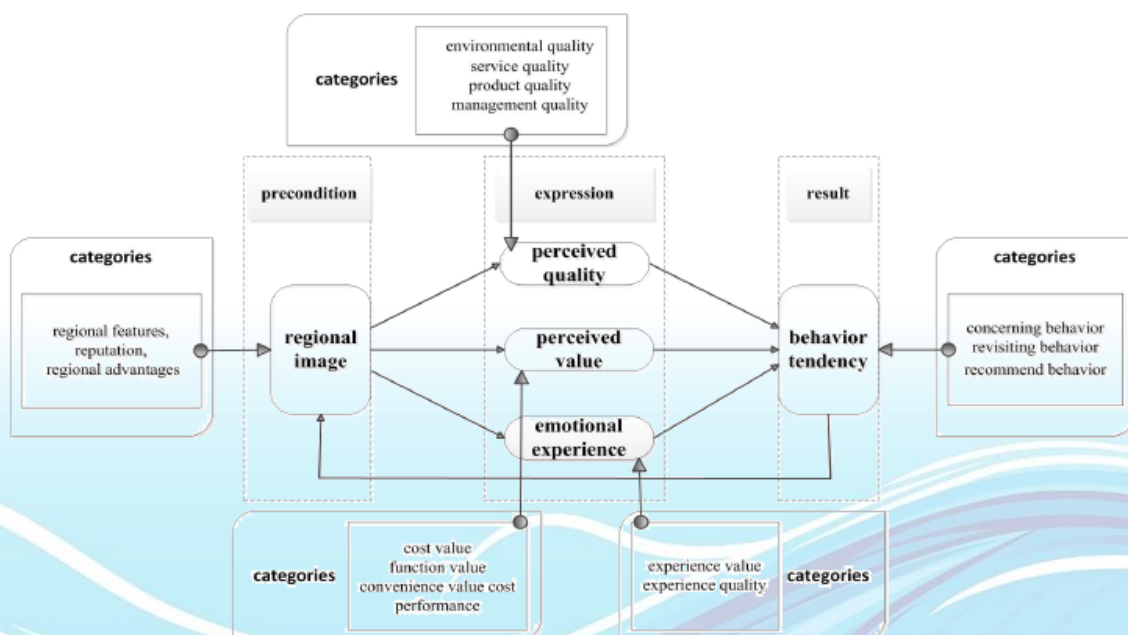 categories
environmental quality
service quality
product quality
management quality
precondition
expression
result
categories
regional features,
reputation,
regional advantages
regional
image
perceived
quality
perceived
value
emotional
experience
behavior
tendency
categories
concerning behavior
revisiting behavior
recommend behavior
categories
cost value
function value
convenience value cost
performance
experience value
experience quality
categories